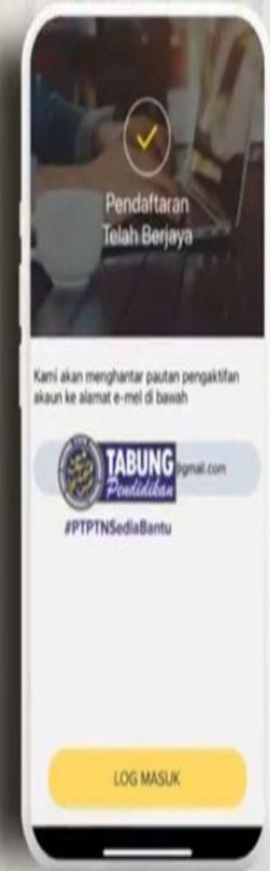 Pendaftaran
Telah Berjaya
Kami akan menghantar pautan pengaktifan
akaun ke alamat e-mel di bawah
TABUNG
Pendidikan
gmail.com
#PTPTNSediaBantu
LOG MASUK